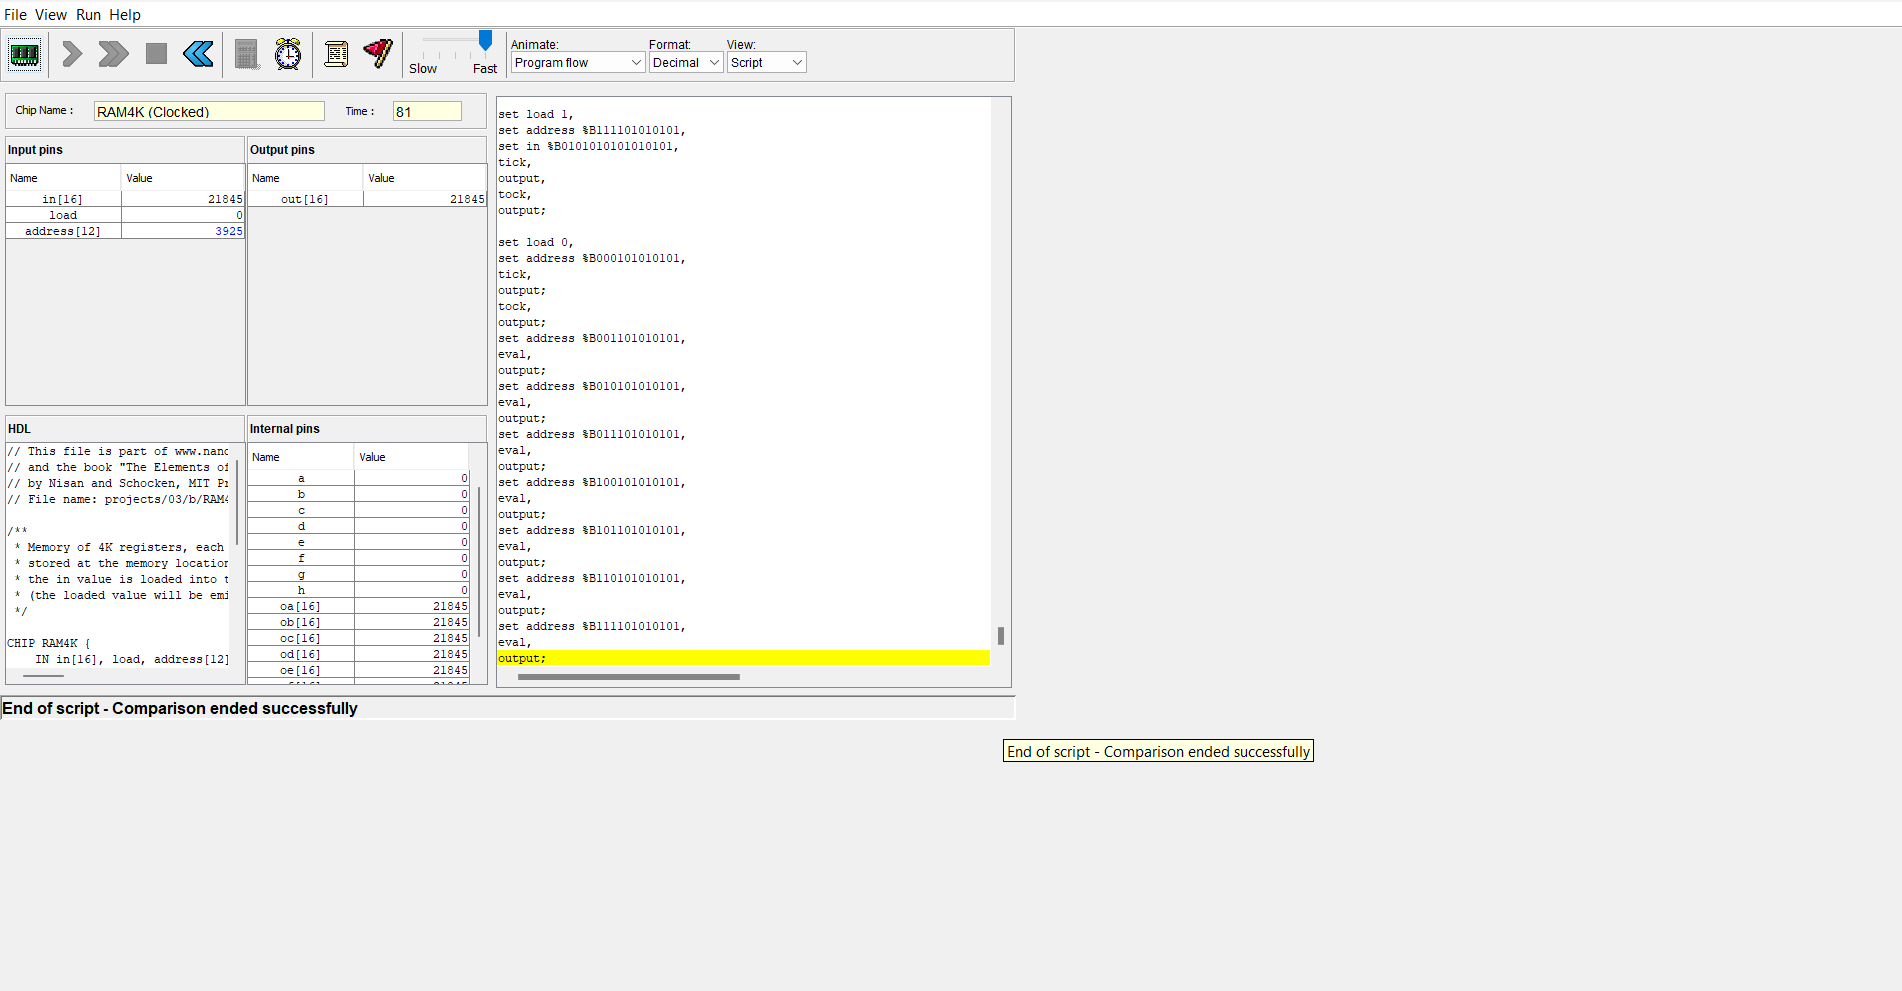 File View Run Help
Slow Fast
Animate: Format: View:
Program flow Decimal Script
Chip Name : RAM4K (Clocked) Time : 81
Input pins
Name Value
in[16] 21845
load 0
address[12] 3925
Output pins
Name Value
out[16] 21845
HDL
// This file is part of www.nand
// and the book "The Elements of
// by Nisan and Schocken, MIT Pr
// File name: projects/03/b/RAM4
/**
* Memory of 4K registers, each
* stored at the memory location
* the in value is loaded into t
* (the loaded value will be emi
*/
CHIP RAM4K {
IN in[16], load, address[12]
Internal pins
Name Value
a 0
b 0
c 0
d 0
e 0
f 0
g 0
h 0
oa[16] 21845
ob[16] 21845
oc[16] 21845
od[16] 21845
oe[16] 21845
set load 1,
set address %B111101010101,
set in %B0101010101010101,
tick,
output,
tock,
output;
set load 0,
set address %B000101010101,
tick,
output;
tock,
output;
set address %B001101010101,
eval,
output;
set address %B010101010101,
eval,
output;
set address %B011101010101,
eval,
output;
set address %B100101010101,
eval,
output;
set address %B101101010101,
eval,
output;
set address %B110101010101,
eval,
output;
set address %B111101010101,
eval,
output;
End of script - Comparison ended successfully
End of script - Comparison ended successfully